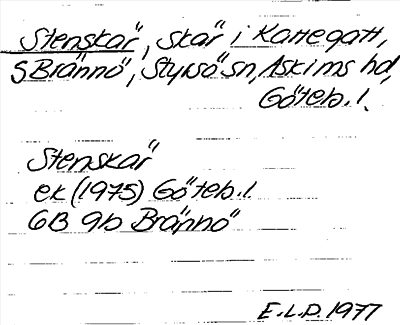 Stenskär, skär i Kattegatt,
S Brännö, Styrsö sn, Askims hd,
Göteb. l.
Stenskär
ek (1975) Göteb. l.
6B 9b Brännö
E.L.P. 1977